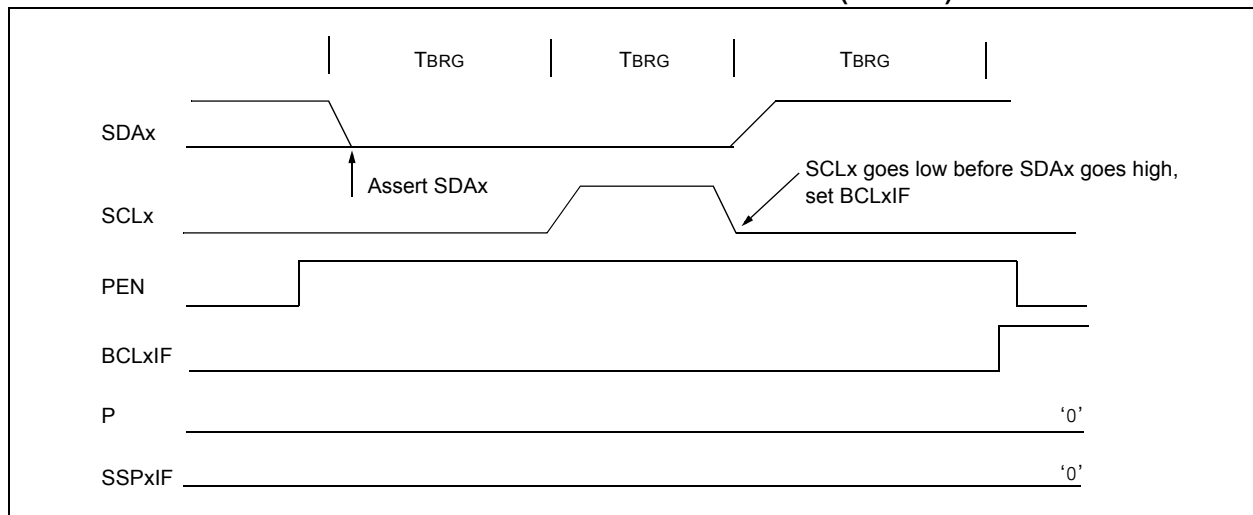 TBRG TBRG TBRG
SDAx
Assert SDAx
SCLx goes low before SDAx goes high,
set BCLxIF
SCLx
PEN
BCLxIF
P
‘0’
SSPxIF
‘0’